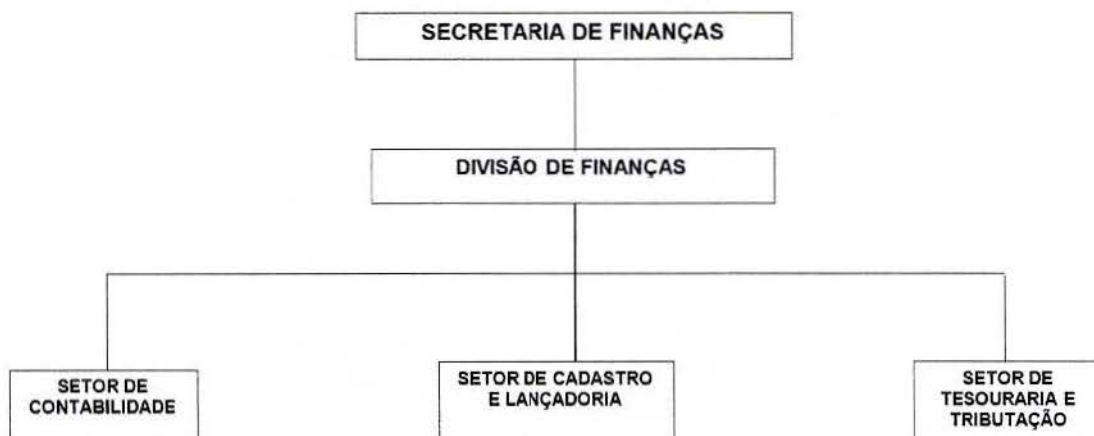 SECRETARIA DE FINANÇAS
DIVISÃO DE FINANÇAS
SETOR DE
CONTABILIDADE
SETOR DE CADASTRO
E LANÇADORIA
SETOR DE
TESOURARIA E
TRIBUTAÇÃO